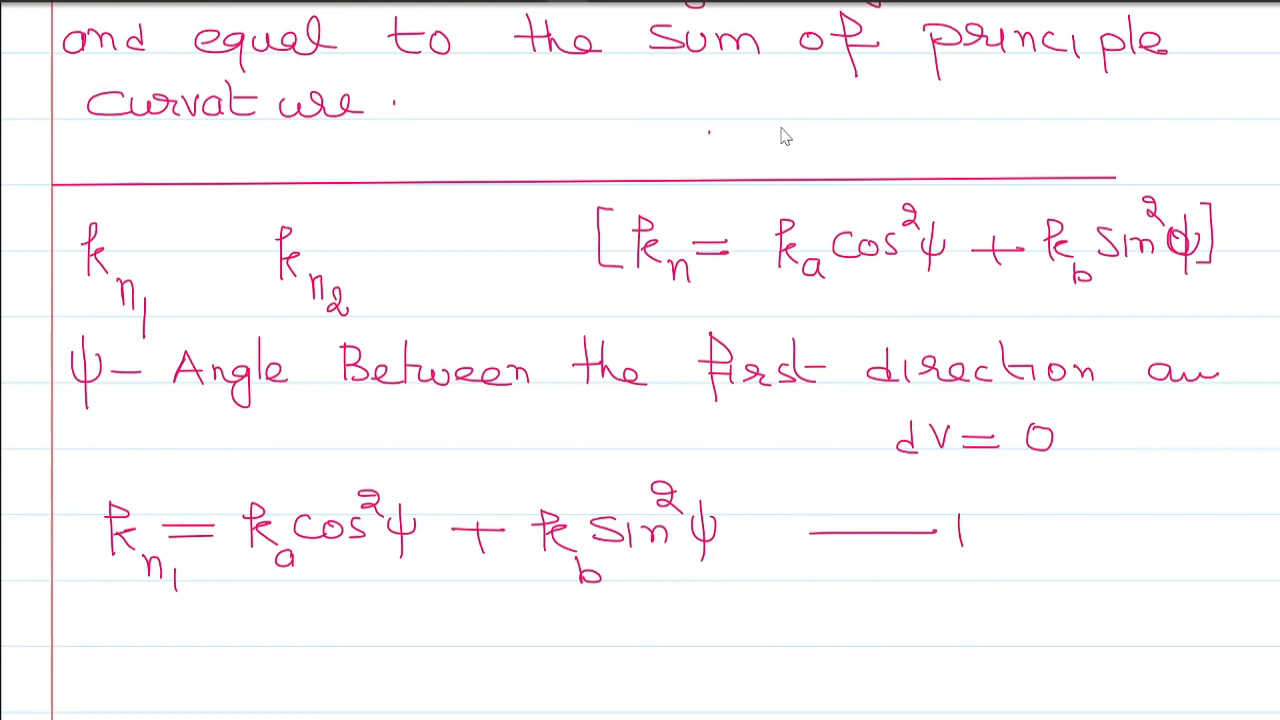 and equal to the sum of principle
curvature.
k_{n_1} k_{n_2} [k_n = k_a cos²ψ + k_b sin²ψ]
ψ - Angle Between the first direction an
dv = 0
k_{n_1} = k_a cos²ψ + k_b sin²ψ —— 1